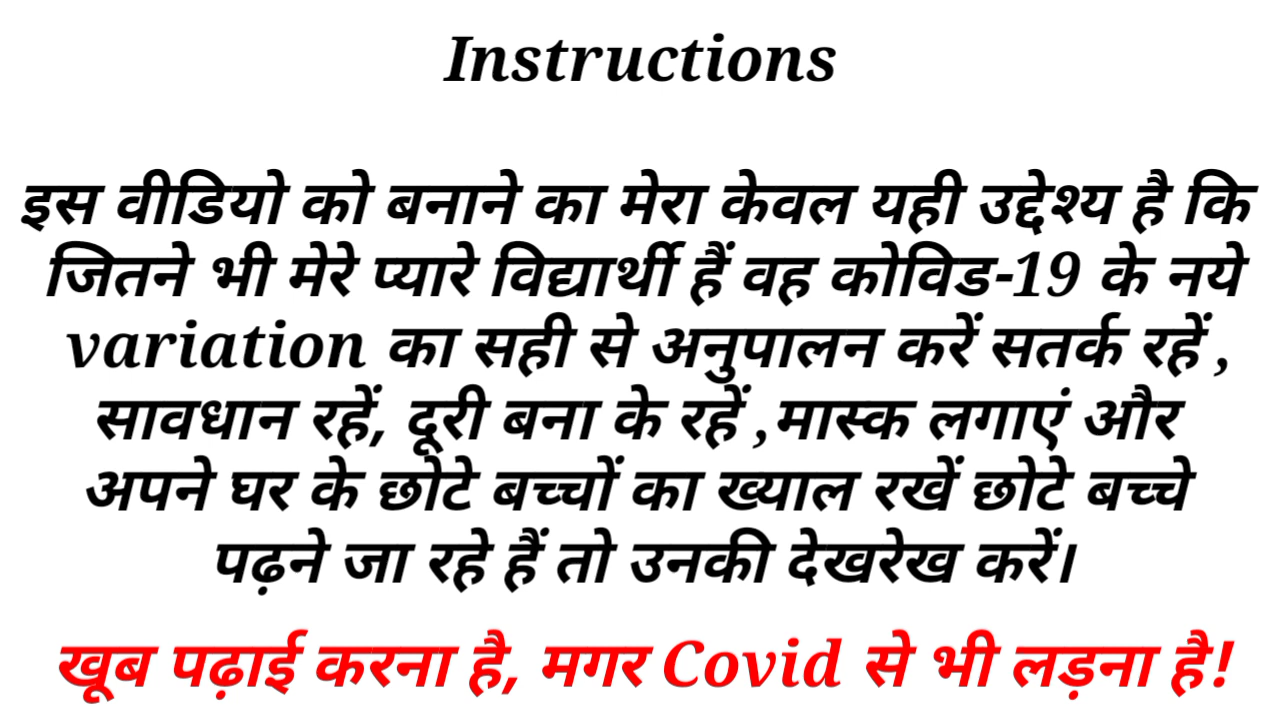 Instructions
इस वीडियो को बनाने का मेरा केवल यही उद्देश्य है कि
जितने भी मेरे प्यारे विद्यार्थी हैं वह कोविड-19 के नये
variation का सही से अनुपालन करें सतर्क रहें ,
सावधान रहें, दूरी बना के रहें ,मास्क लगाएं और
अपने घर के छोटे बच्चों का ख्याल रखें छोटे बच्चे
पढ़ने जा रहे हैं तो उनकी देखरेख करें।
खूब पढ़ाई करना है, मगर Covid से भी लड़ना है!